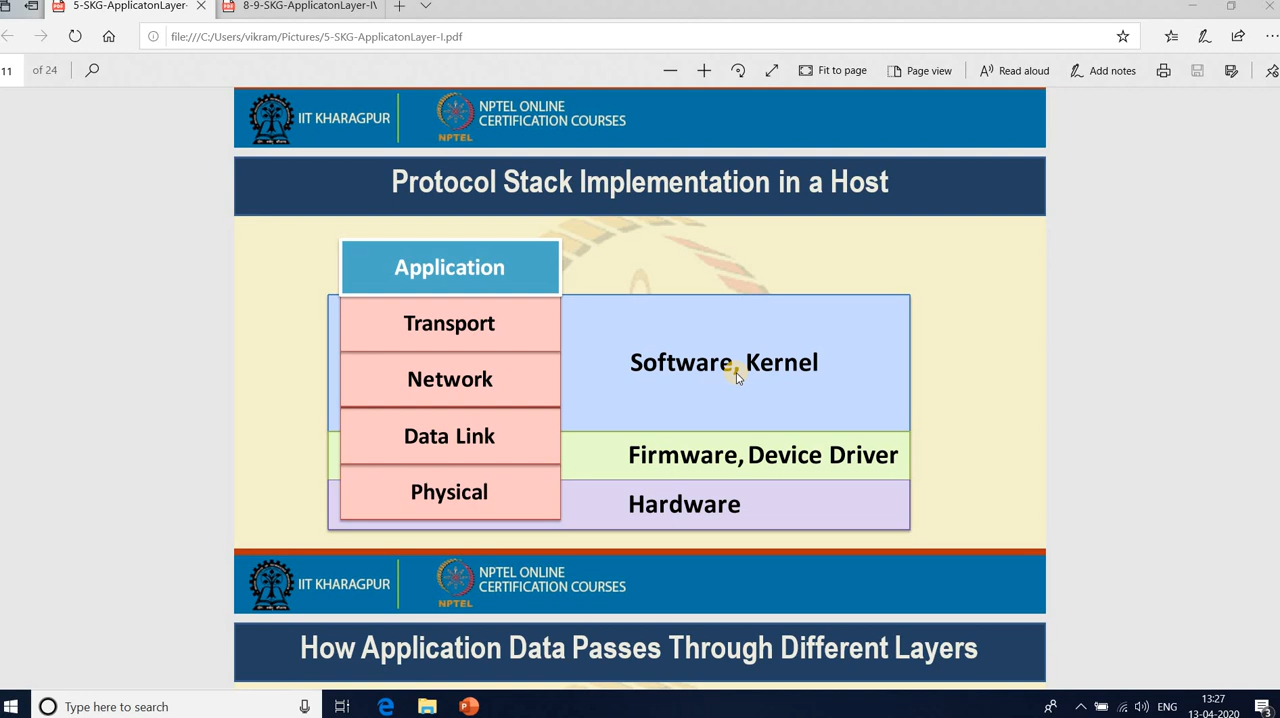 5-SKG-ApplicatonLayer-
8-9-SKG-ApplicatonLayer-I\
file:///C:/Users/vikram/Pictures/5-SKG-ApplicatonLayer-I.pdf
11 of 24 Fit to page Page view Read aloud Add notes
IIT KHARAGPUR
NPTEL
NPTEL ONLINE
CERTIFICATION COURSES
Protocol Stack Implementation in a Host
Application
Transport
Network
Data Link
Physical
Software, Kernel
Firmware, Device Driver
Hardware
IIT KHARAGPUR
NPTEL
NPTEL ONLINE
CERTIFICATION COURSES
How Application Data Passes Through Different Layers
Type here to search
ENG
13:27
13-04-2020
3